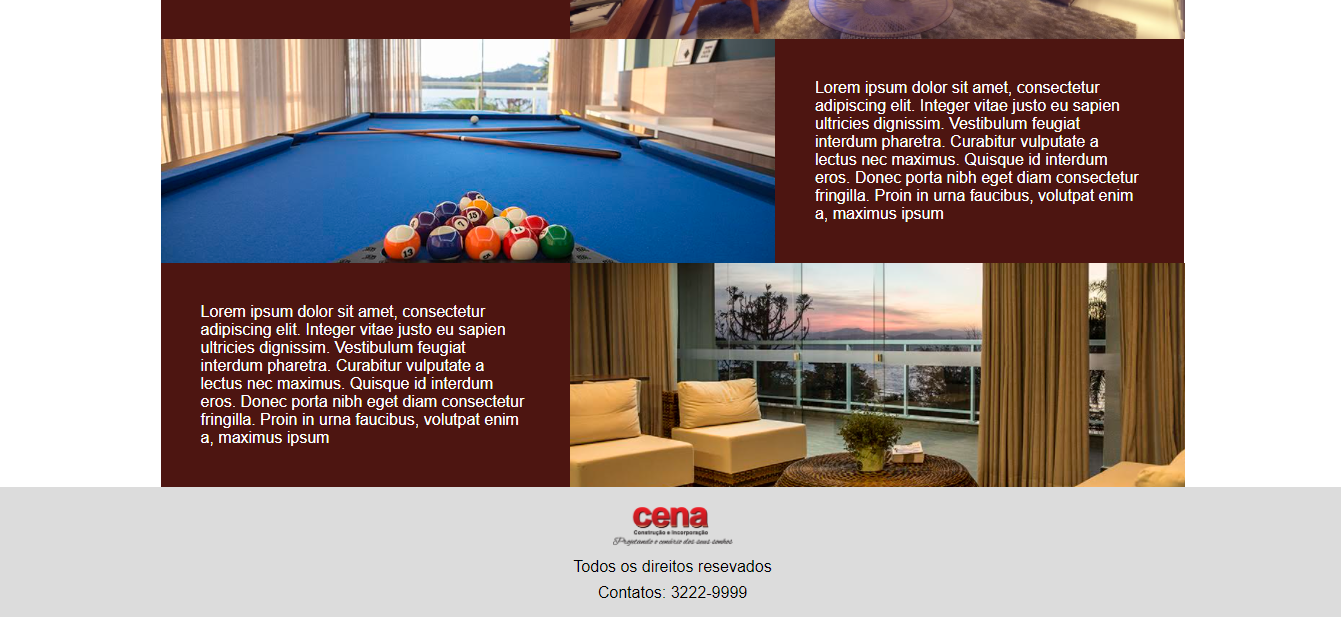 Lorem ipsum dolor sit amet, consectetur
adipiscing elit. Integer vitae justo eu sapien
ultricies dignissim. Vestibulum feugiat
interdum pharetra. Curabitur vulputate a
lectus nec maximus. Quisque id interdum
eros. Donec porta nibh eget diam consectetur
fringilla. Proin in urna faucibus, volutpat enim
a, maximus ipsum
13
15
7
11
Lorem ipsum dolor sit amet, consectetur
adipiscing elit. Integer vitae justo eu sapien
ultricies dignissim. Vestibulum feugiat
interdum pharetra. Curabitur vulputate a
lectus nec maximus. Quisque id interdum
eros. Donec porta nibh eget diam consectetur
fringilla. Proin in urna faucibus, volutpat enim
a, maximus ipsum
cena
Construção e Incorporação
Projetando o cenário dos seus sonhos
Todos os direitos resevados
Contatos: 3222-9999